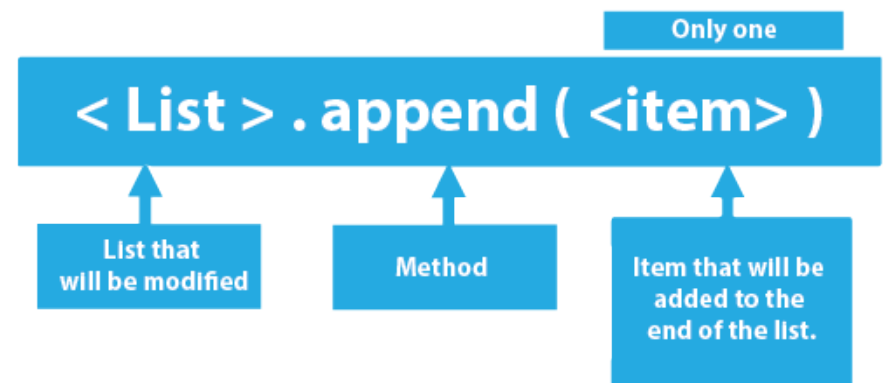 Only one
< List > . append ( <item> )
List that
will be modified
Method
Item that will be
added to the
end of the list.